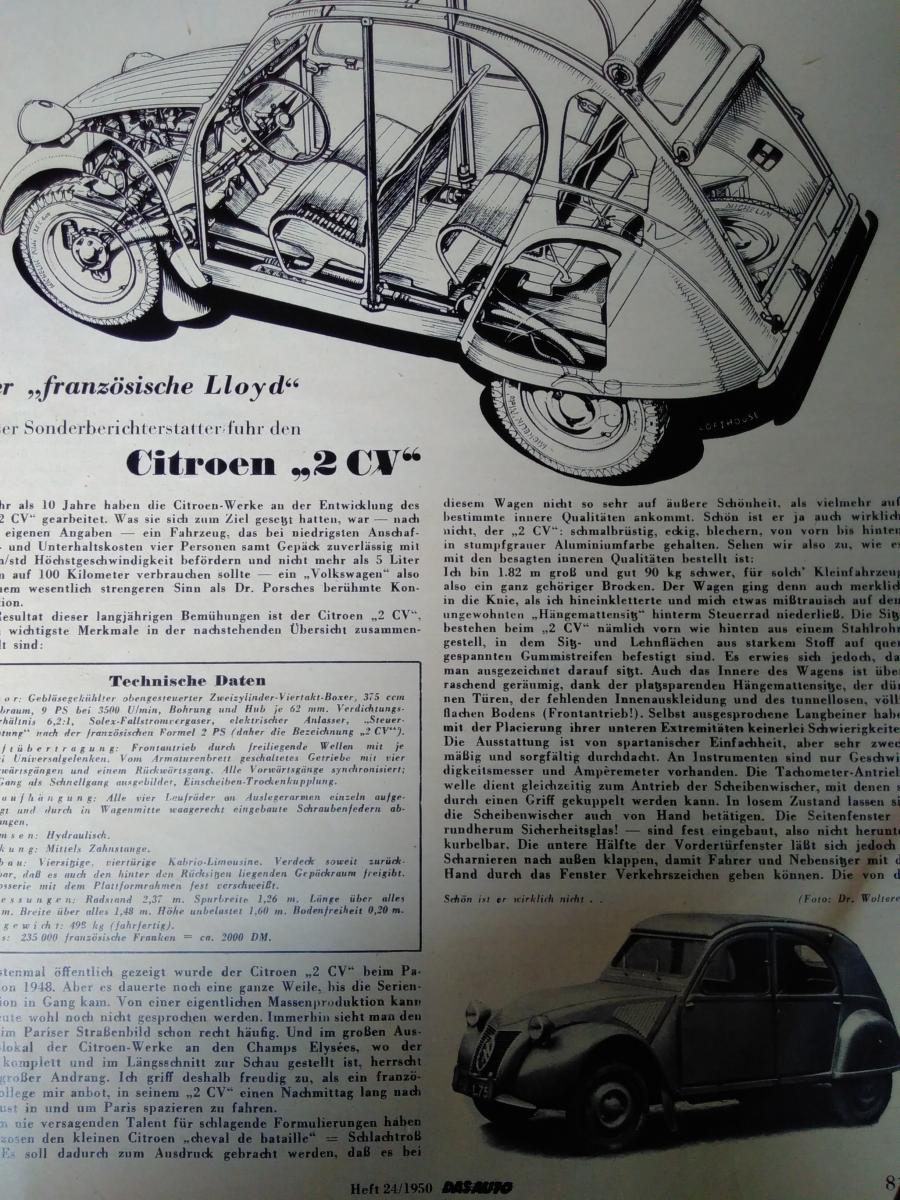 MICHELIN
LOFTHOUSE
er „französische Lloyd“
er Sonderberichterstatter fuhr den
Citroen „2 CV“
hr als 10 Jahre haben die Citroen-Werke an der Entwicklung des
2 CV“ gearbeitet. Was sie sich zum Ziel gesetzt hatten, war — nach
eigenen Angaben — ein Fahrzeug, das bei niedrigsten Anschaf-
- und Unterhaltskosten vier Personen samt Gepäck zuverlässig mit
m/std Höchstgeschwindigkeit befördern und nicht mehr als 5 Liter
n auf 100 Kilometer verbrauchen sollte — ein „Volkswagen“ also
nem wesentlich strengeren Sinn als Dr. Porsches berühmte Kon-
tion.
Resultat dieser langjährigen Bemühungen ist der Citroen „2 CV“,
wichtigste Merkmale in der nachstehenden Übersicht zusammen-
lt sind:
Technische Daten
or: Gebläsegekühlter obengesteuerter Zweizylinder-Viertakt-Boxer, 375 ccm
braum, 9 PS bei 3500 U/min, Bohrung und Hub je 62 mm. Verdichtungs-
rhältnis 6,2:1, Solex-Fallstromvergaser, elektrischer Anlasser, „Steuer-
tung“ nach der französischen Formel 2 PS (daher die Bezeichnung „2 CV“).
ftübertragung: Frontantrieb durch freiliegende Wellen mit je
i Universalgelenken. Vom Armaturenbrett geschaltetes Getriebe mit vier
wärtsgängen und einem Rückwärtsgang. Alle Vorwärtsgänge synchronisiert;
Gang als Schnellgang ausgebildet, Einscheiben-Trockenkupplung.
aufhängung: Alle vier Laufräder an Auslegerarmen einzeln aufge-
gt und durch in Wagenmitte waagerecht eingebaute Schraubenfedern ab-
ungen.
msen: Hydraulisch.
kung: Mittels Zahnstange.
bau: Viersitzige, viertürige Kabrio-Limousine. Verdeck soweit zurück-
bar, daß es auch den hinter den Rücksitzen liegenden Gepäckraum freigibt.
osserie mit dem Plattformrahmen fest verschweißt.
essungen: Radstand 2,37 m. Spurbreite 1,26 m, Länge über alles
m. Breite über alles 1,48 m. Höhe unbelastet 1,60 m. Bodenfreiheit 0,20 m.
gewicht: 498 kg (fahrfertig).
s: 235 000 französische Franken = ca. 2000 DM.
stenmal öffentlich gezeigt wurde der Citroen „2 CV“ beim Pa-
on 1948. Aber es dauerte noch eine ganze Weile, bis die Serien-
ion in Gang kam. Von einer eigentlichen Massenproduktion kann
ute wohl noch nicht gesprochen werden. Immerhin sieht man den
im Pariser Straßenbild schon recht häufig. Und im großen Aus-
lokal der Citroen-Werke an den Champs Elysées, wo der
komplett und im Längsschnitt zur Schau gestellt ist, herrscht
großer Andrang. Ich griff deshalb freudig zu, als ein franzö-
ollege mir anbot, in seinem „2 CV“ einen Nachmittag lang nach
ust in und um Paris spazieren zu fahren.
m nie versagenden Talent für schlagende Formulierungen haben
zosen den kleinen Citroen „cheval de bataille“ = Schlachtroß
Es soll dadurch zum Ausdruck gebracht werden, daß es bei
diesem Wagen nicht so sehr auf äußere Schönheit, als vielmehr auf
bestimmte innere Qualitäten ankommt. Schön ist er ja auch wirklich
nicht, der „2 CV“: schmalbrüstig, eckig, blechern, von vorn bis hinten
in stumpfgrauer Aluminiumfarbe gehalten. Sehen wir also zu, wie es
mit den besagten inneren Qualitäten bestellt ist:
Ich bin 1.82 m groß und gut 90 kg schwer, für solch' Kleinfahrzeug
also ein ganz gehöriger Brocken. Der Wagen ging denn auch merklich
in die Knie, als ich hineinkletterte und mich etwas mißtrauisch auf dem
ungewohnten „Hängemattensitz“ hinterm Steuerrad niederließ. Die Sitz
bestehen beim „2 CV“ nämlich vorn wie hinten aus einem Stahlrohr
gestell, in dem Sitz- und Lehnflächen aus starkem Stoff auf quer
gespannten Gummistreifen befestigt sind. Es erwies sich jedoch, da
man ausgezeichnet darauf sitzt. Auch das Innere des Wagens ist über
raschend geräumig, dank der platzsparenden Hängemattensitze, der dün
nen Türen, der fehlenden Innenauskleidung und des tunnellosen, völli
flachen Bodens (Frontantrieb!). Selbst ausgesprochene Langbeiner habe
mit der Placierung ihrer unteren Extremitäten keinerlei Schwierigkeite
Die Ausstattung ist von spartanischer Einfachheit, aber sehr zwec
mäßig und sorgfältig durchdacht. An Instrumenten sind nur Geschwi
digkeitsmesser und Ampèremeter vorhanden. Die Tachometer-Antrieb
welle dient gleichzeitig zum Antrieb der Scheibenwischer, mit denen s
durch einen Griff gekuppelt werden kann. In losem Zustand lassen si
die Scheibenwischer auch von Hand betätigen. Die Seitenfenster
rundherum Sicherheitsglas! — sind fest eingebaut, also nicht herunte
kurbelbar. Die untere Hälfte der Vordertürfenster läßt sich jedoch
Scharnieren nach außen klappen, damit Fahrer und Nebensitzer mit d
Hand durch das Fenster Verkehrszeichen geben können. Die von d
Schön ist er wirklich nicht . .
(Foto: Dr. Woltere
Heft 24/1950 DAS AUTO